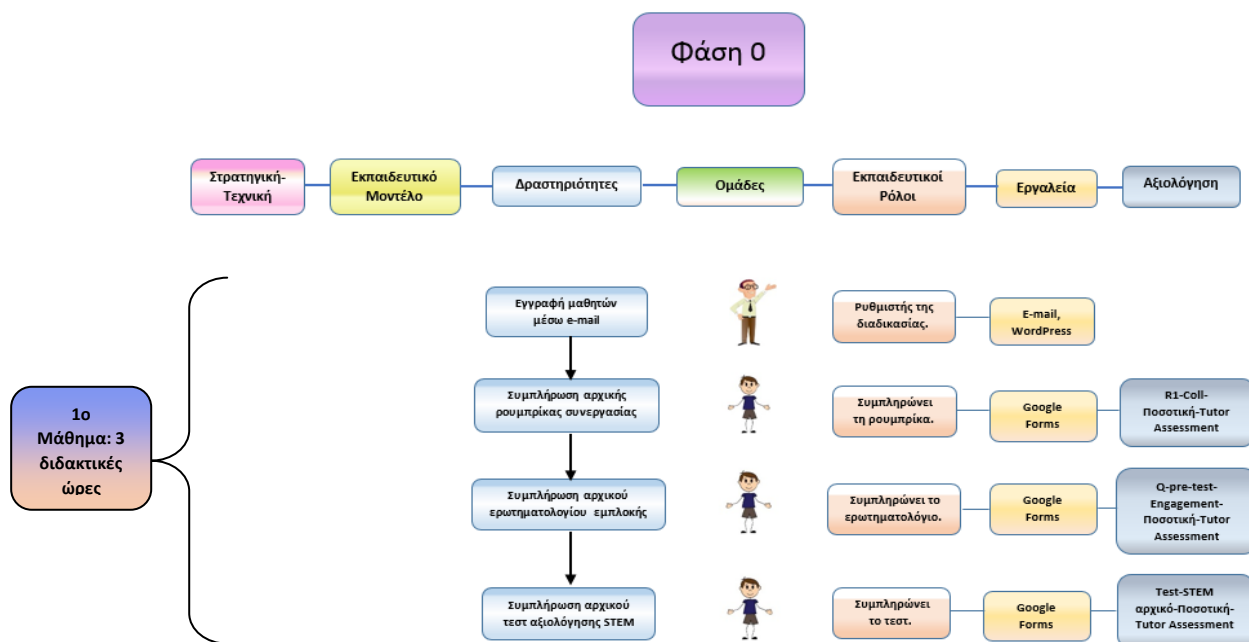 Φάση 0
Στρατηγική-
Τεχνική
Εκπαιδευτικό
Μοντέλο
Δραστηριότητες
Ομάδες
Εκπαιδευτικοί
Ρόλοι
Εργαλεία
Αξιολόγηση
1ο
Μάθημα: 3
διδακτικές
ώρες
Εγγραφή μαθητών
μέσω e-mail
Ρυθμιστής της
διαδικασίας.
E-mail,
WordPress
Συμπλήρωση αρχικής
ρουμπρίκας συνεργασίας
Συμπληρώνει
τη ρουμπρίκα.
Google
Forms
R1-Coll-
Ποσοτική-Tutor
Assessment
Συμπλήρωση αρχικού
ερωτηματολογίου εμπλοκής
Συμπληρώνει το
ερωτηματολόγιο.
Google
Forms
Q-pre-test-
Engagement-
Ποσοτική-Tutor
Assessment
Συμπλήρωση αρχικού
τεστ αξιολόγησης STEM
Συμπληρώνει
το τεστ.
Google
Forms
Test-STEM
αρχικό-Ποσοτική-
Tutor Assessment